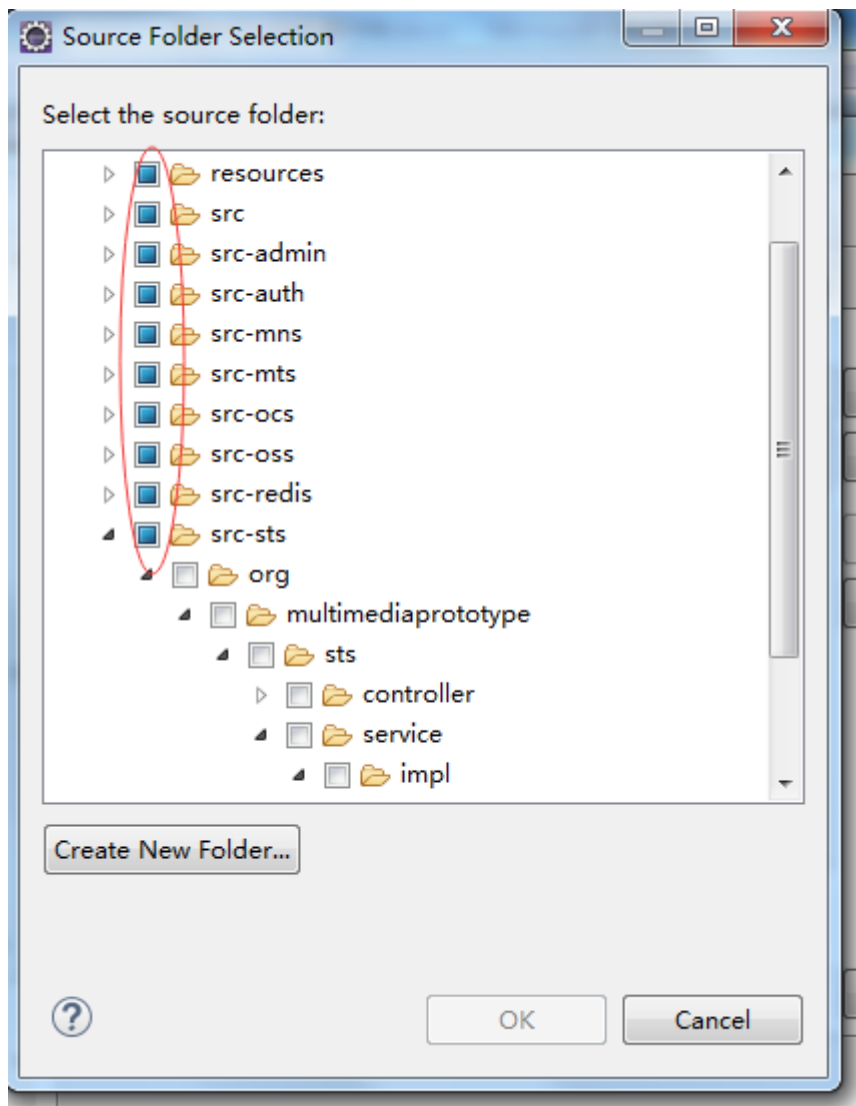 Source Folder Selection
Select the source folder:
resources
src
src-admin
src-auth
src-mns
src-mts
src-ocs
src-oss
src-redis
src-sts
org
multimediaprototype
sts
controller
service
impl
Create New Folder...
?
OK
Cancel